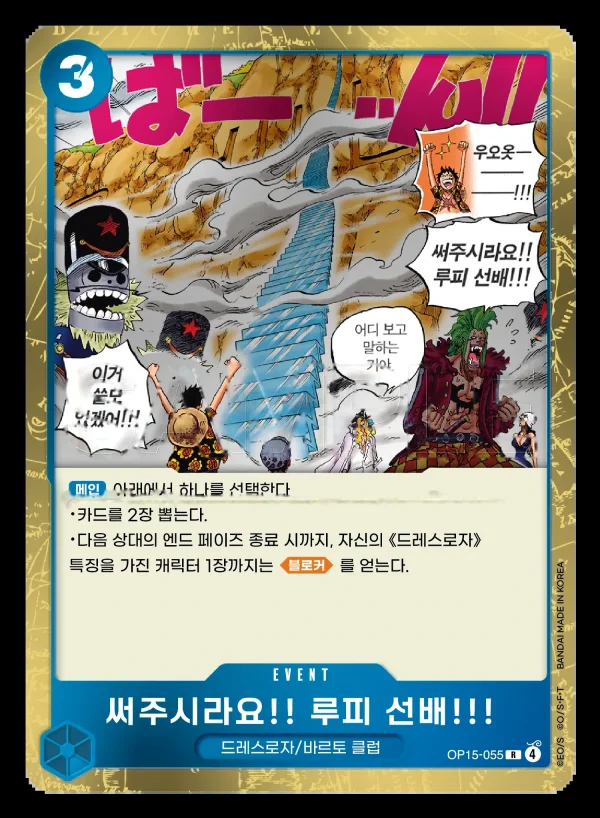 3
ばーーん!!
우오옷—
———!!!
써주시라요!!
루피 선배!!!
어디 보고
말하는
거야.
이거
메인 아래에서 하나를 선택한다
•카드를 2장 뽑는다.
•다음 상대의 엔드 페이즈 종료 시까지, 자신의 《드레스로자》
특징을 가진 캐릭터 1장까지는 블로커 를 얻는다.
EVENT
써주시라요!! 루피 선배!!!
드레스로자/바르토 클럽
OP15-055 R 4
©EO/S ©O/S·F·T BANDAI MADE IN KOREA